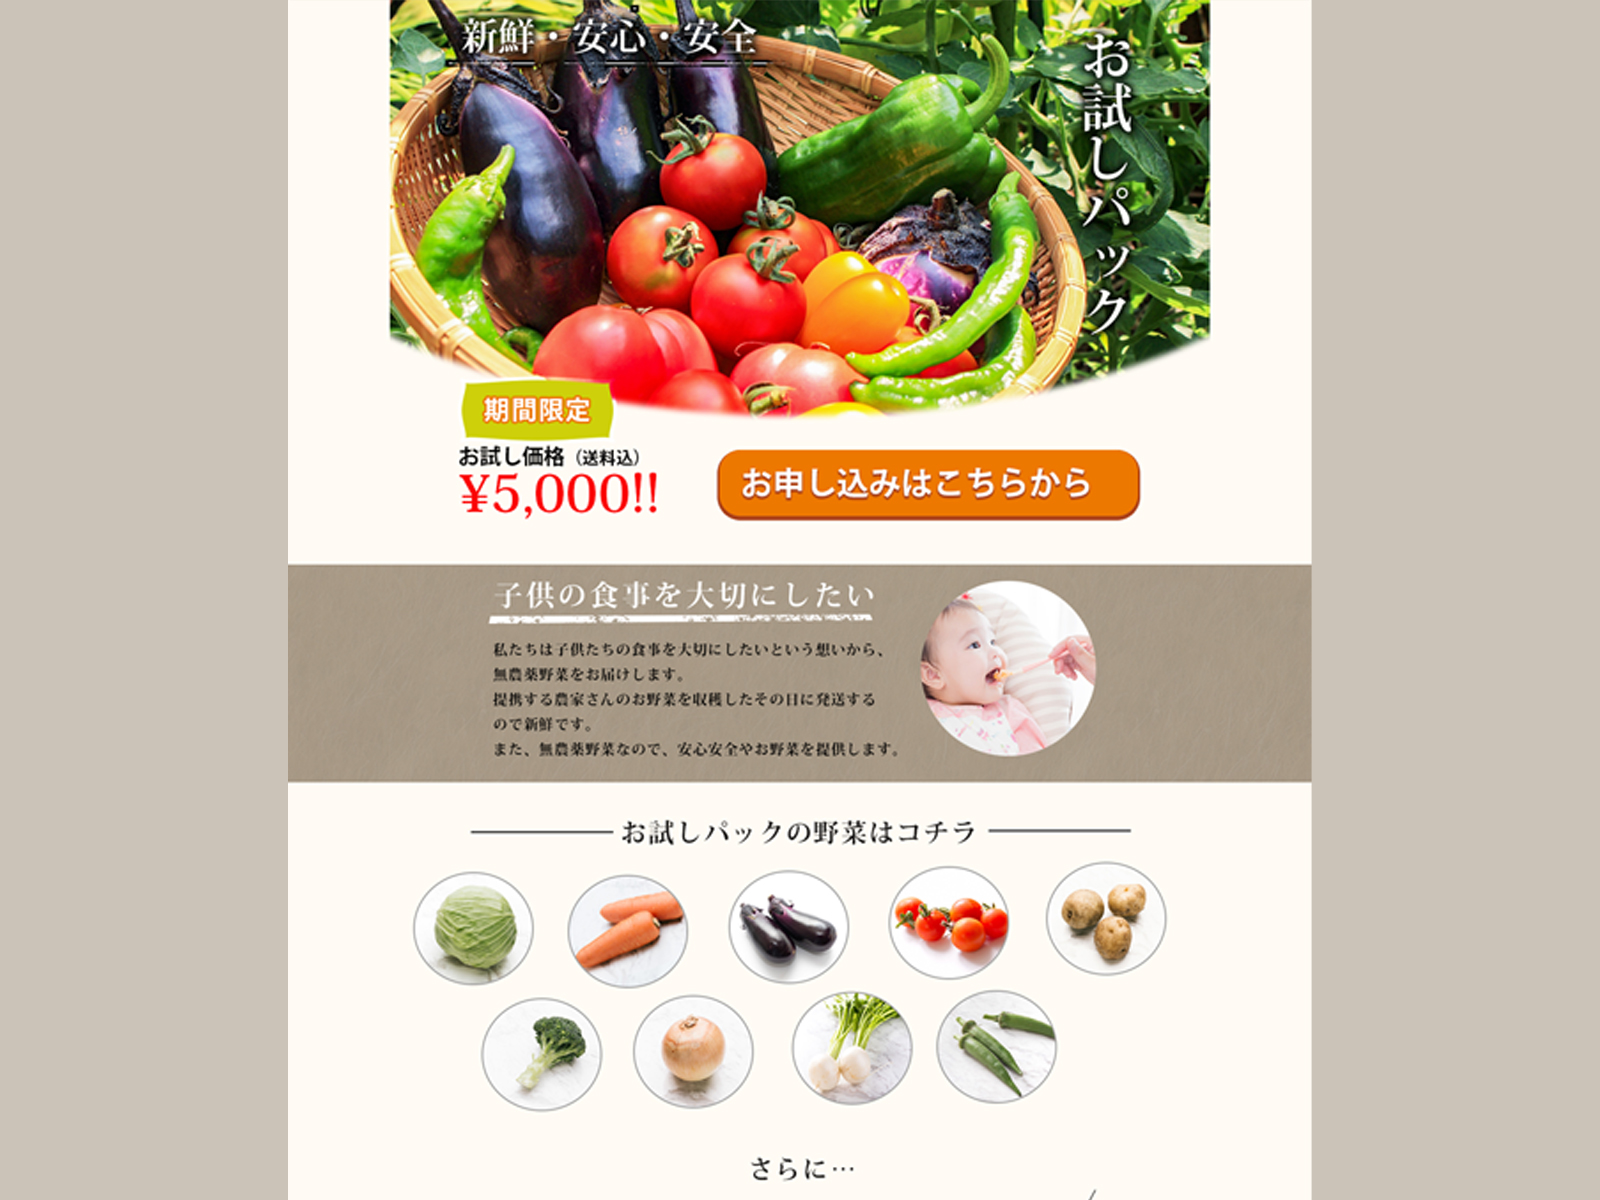 新鮮・安心・安全
お試しパック
期間限定
お試し価格（送料込）
¥5,000!!
お申し込みはこちらから
子供の食事を大切にしたい
私たちは子供たちの食事を大切にしたいという想いから、
無農薬野菜をお届けします。
提携する農家さんのお野菜を収穫したその日に発送する
ので新鮮です。
また、無農薬野菜なので、安心安全やお野菜を提供します。
お試しパックの野菜はコチラ
さらに…